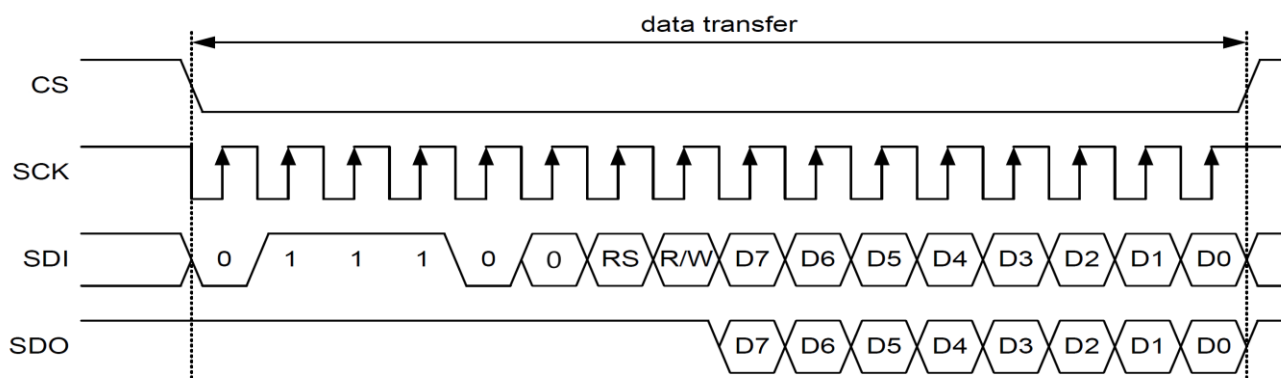 data transfer
CS
SCK
SDI 0 1 1 1 0 0 RS R/W D7 D6 D5 D4 D3 D2 D1 D0
SDO D7 D6 D5 D4 D3 D2 D1 D0